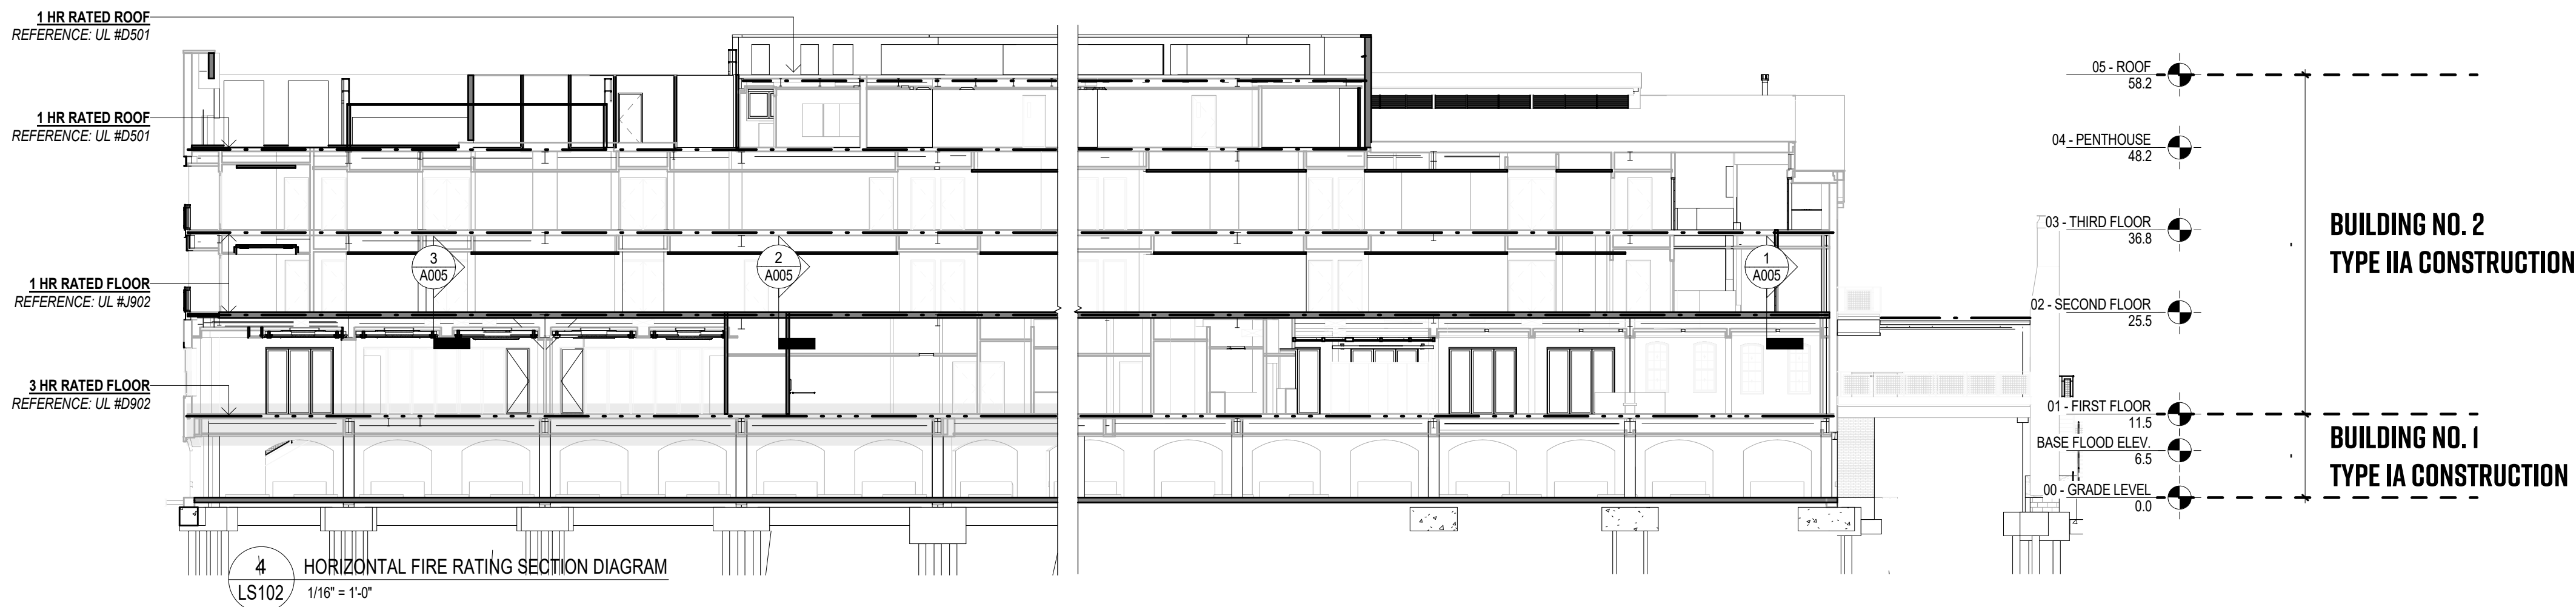 1 HR RATED ROOF
REFERENCE: UL #D501
1 HR RATED ROOF
REFERENCE: UL #D501
1 HR RATED FLOOR
REFERENCE: UL #J902
3 HR RATED FLOOR
REFERENCE: UL #D902
3
A005
2
A005
1
A005
05 - ROOF
58.2
04 - PENTHOUSE
48.2
03 - THIRD FLOOR
36.8
02 - SECOND FLOOR
25.5
01 - FIRST FLOOR
11.5
BASE FLOOD ELEV.
6.5
00 - GRADE LEVEL
0.0
BUILDING NO. 2
TYPE IIA CONSTRUCTION
BUILDING NO. 1
TYPE IA CONSTRUCTION
4
LS102
HORIZONTAL FIRE RATING SECTION DIAGRAM
1/16" = 1'-0"